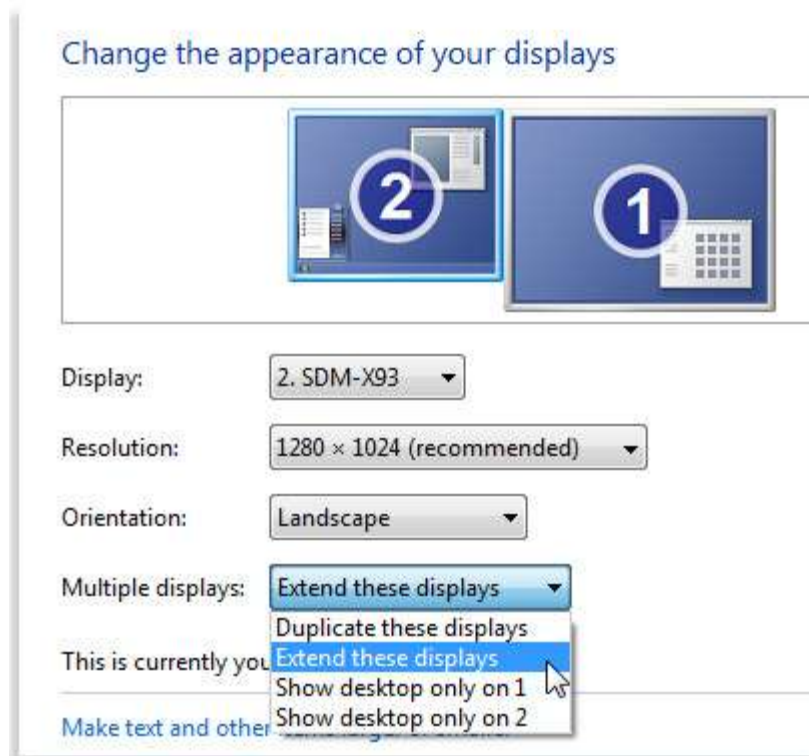 Change the appearance of your displays
2
1
Display:
2. SDM-X93
Resolution:
1280 × 1024 (recommended)
Orientation:
Landscape
Multiple displays:
Extend these displays
Duplicate these displays
Extend these displays
Show desktop only on 1
Show desktop only on 2
This is currently you
Make text and other